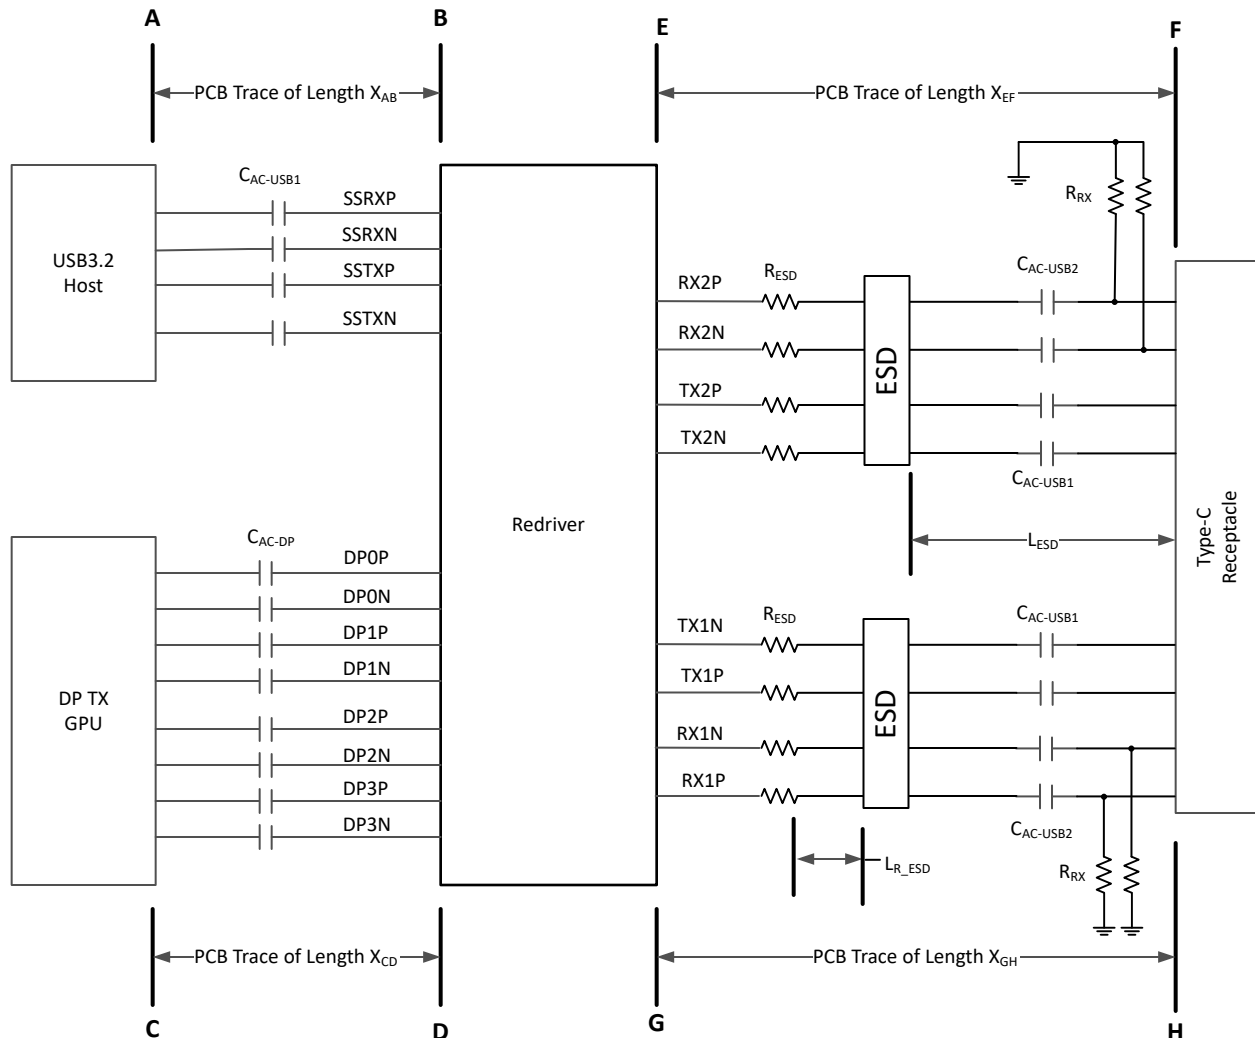 A
B
E
F
PCB Trace of Length XAB
PCB Trace of Length XEF
CAC-USB1
SSRXP
SSRXN
SSTXP
SSTXN
USB3.2
Host
RRX
RX2P
RESD
CAC-USB2
RX2N
TX2P
TX2N
ESD
CAC-USB1
Redriver
LESD
Type-C
Receptacle
CAC-DP
DP0P
DP0N
DP1P
DP1N
DP2P
DP2N
DP3P
DP3N
DP TX
GPU
TX1N
RESD
CAC-USB1
TX1P
RX1N
RX1P
ESD
CAC-USB2
LR_ESD
RRX
PCB Trace of Length XCD
PCB Trace of Length XGH
C
D
G
H